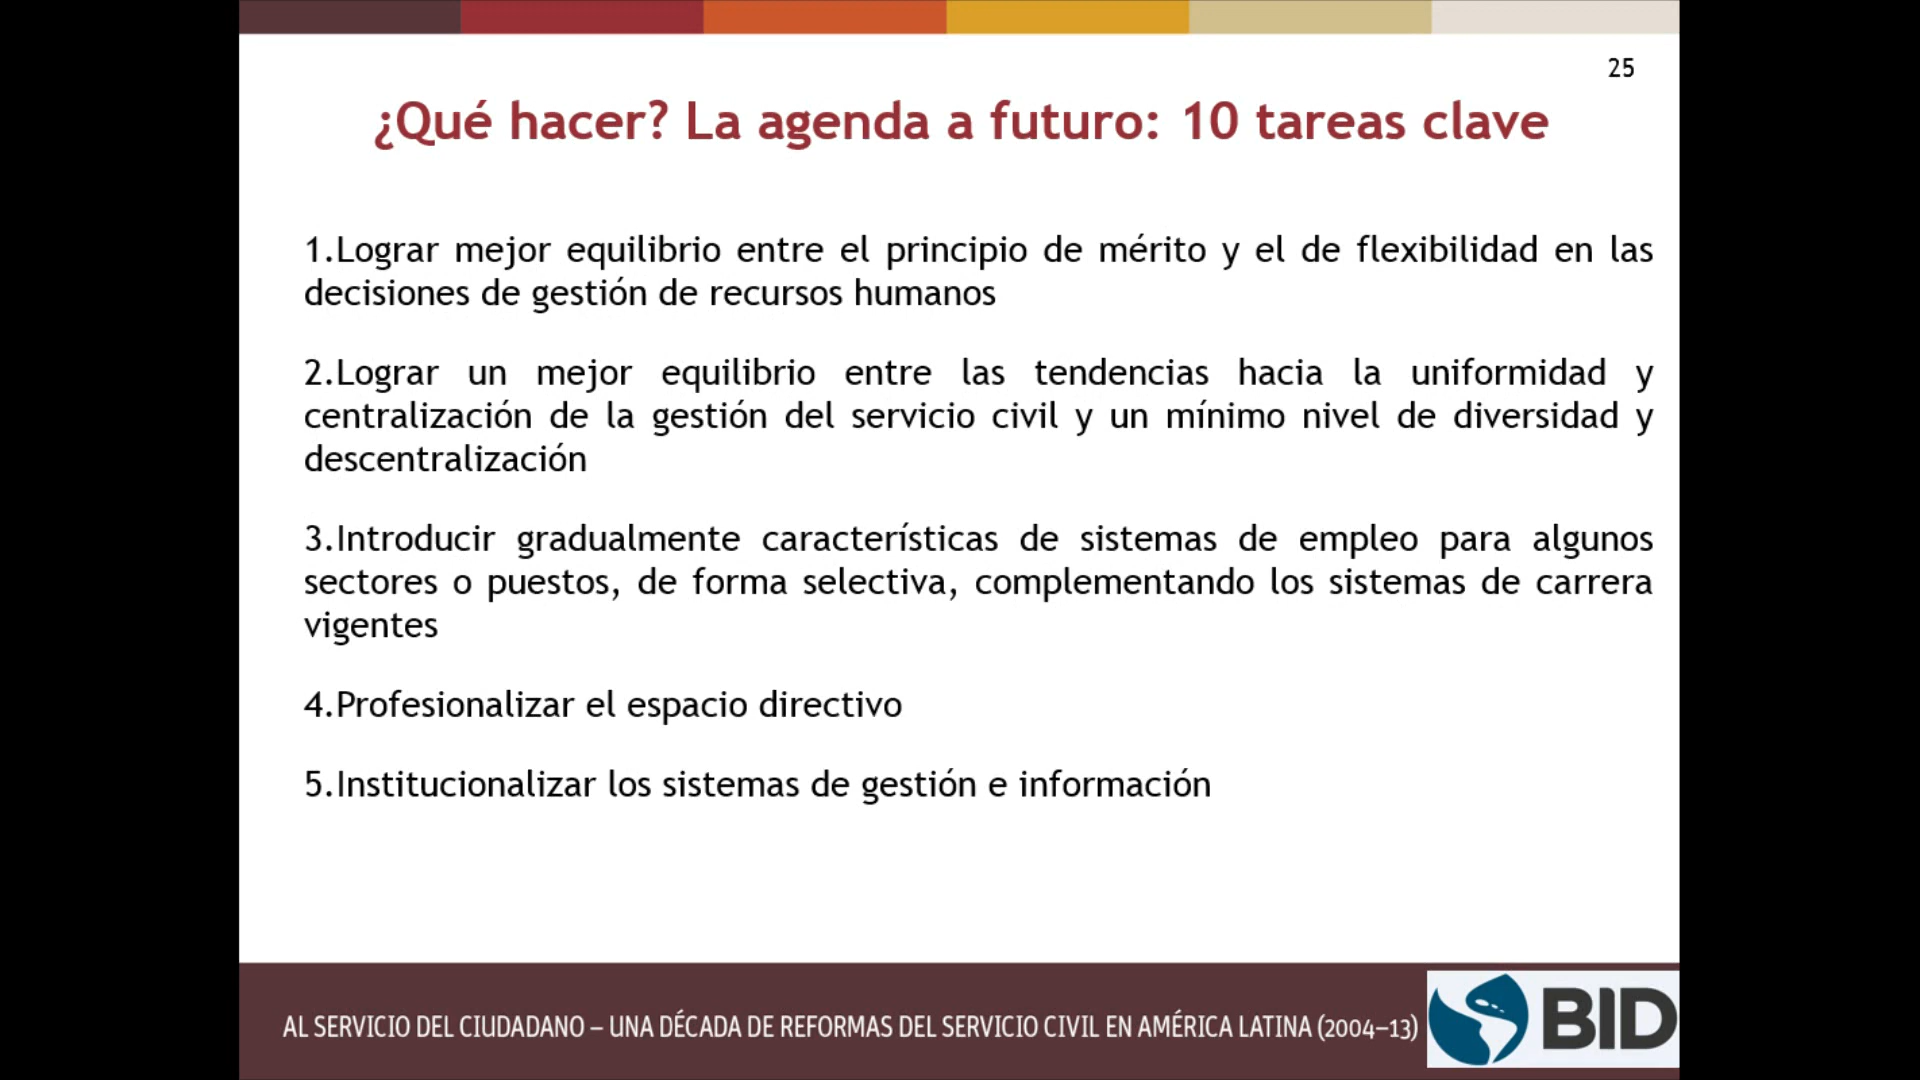 25
¿Qué hacer? La agenda a futuro: 10 tareas clave
1.Lograr mejor equilibrio entre el principio de mérito y el de flexibilidad en las
decisiones de gestión de recursos humanos
2.Lograr un mejor equilibrio entre las tendencias hacia la uniformidad y
centralización de la gestión del servicio civil y un mínimo nivel de diversidad y
descentralización
3.Introducir gradualmente características de sistemas de empleo para algunos
sectores o puestos, de forma selectiva, complementando los sistemas de carrera
vigentes
4.Profesionalizar el espacio directivo
5.Institucionalizar los sistemas de gestión e información
AL SERVICIO DEL CIUDADANO – UNA DÉCADA DE REFORMAS DEL SERVICIO CIVIL EN AMÉRICA LATINA (2004–13)
BID